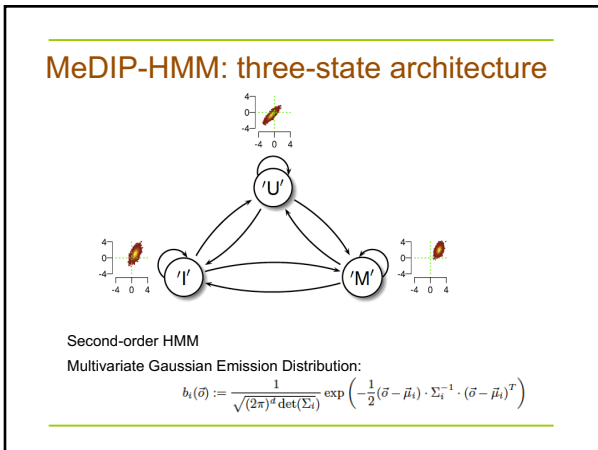 MeDIP-HMM: three-state architecture
4
0
-4
-4 0 4
'U'
4
0
-4
-4 0 4
'I'
'M'
4
0
-4
-4 0 4
Second-order HMM
Multivariate Gaussian Emission Distribution:
$b_i(\vec{o}) := \frac{1}{\sqrt{(2\pi)^d \det(\Sigma_i)}} \exp\left(-\frac{1}{2}(\vec{o} - \vec{\mu}_i) \cdot \Sigma_i^{-1} \cdot (\vec{o} - \vec{\mu}_i)^T\right)$